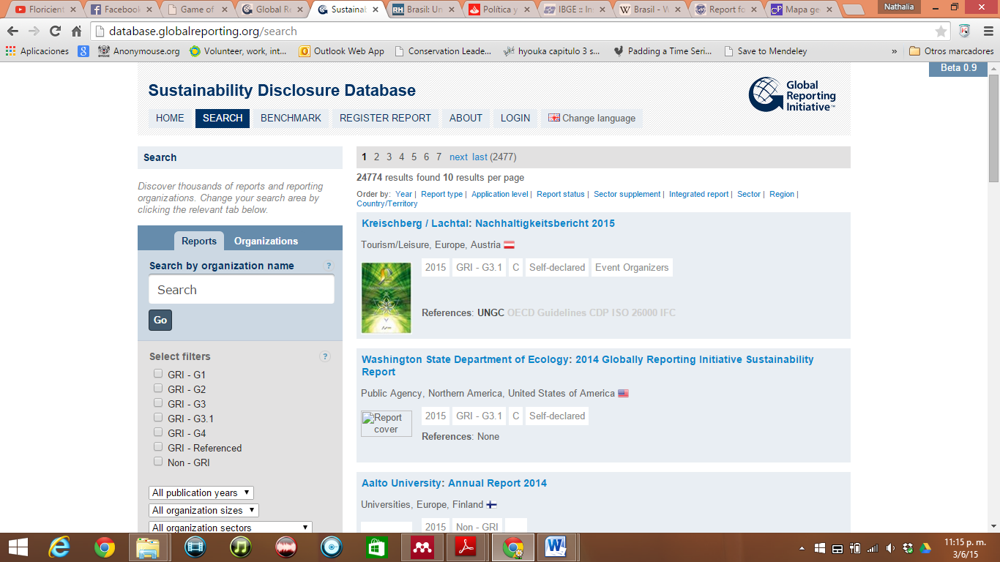 Floricient
Facebook
Game of
Global Re
Sustainab
Brasil: Un
Política y
IBGE :: In
Brasil - W
Report fo
Mapa ge
Nathalia
database.globalreporting.org/search
Aplicaciones
Anonymouse.org
Volunteer, work, int...
Outlook Web App
Conservation Leade...
hyouka capitulo 3 s...
Padding a Time Seri...
Save to Mendeley
»
Otros marcadores
Beta 0.9
Sustainability Disclosure Database
Global
Reporting
Initiative™
HOME SEARCH BENCHMARK REGISTER REPORT ABOUT LOGIN Change language
Search
Discover thousands of reports and reporting
organizations. Change your search area by
clicking the relevant tab below.
Reports Organizations
Search by organization name ?
Search
Go
Select filters ?
GRI - G1
GRI - G2
GRI - G3
GRI - G3.1
GRI - G4
GRI - Referenced
Non - GRI
All publication years
All organization sizes
All organization sectors
1 2 3 4 5 6 7 next last (2477)
24774 results found 10 results per page
Order by: Year | Report type | Application level | Report status | Sector supplement | Integrated report | Sector | Region |
Country/Territory
Kreischberg / Lachtal: Nachhaltigkeitsbericht 2015
Tourism/Leisure, Europe, Austria
2015 GRI - G3.1 C Self-declared Event Organizers
References: UNGC OECD Guidelines CDP ISO 26000 IFC
Washington State Department of Ecology: 2014 Globally Reporting Initiative Sustainability
Report
Public Agency, Northern America, United States of America
Report
cover
2015 GRI - G3.1 C Self-declared
References: None
Aalto University: Annual Report 2014
Universities, Europe, Finland
2015 Non - GRI
11:15 p. m.
3/6/15